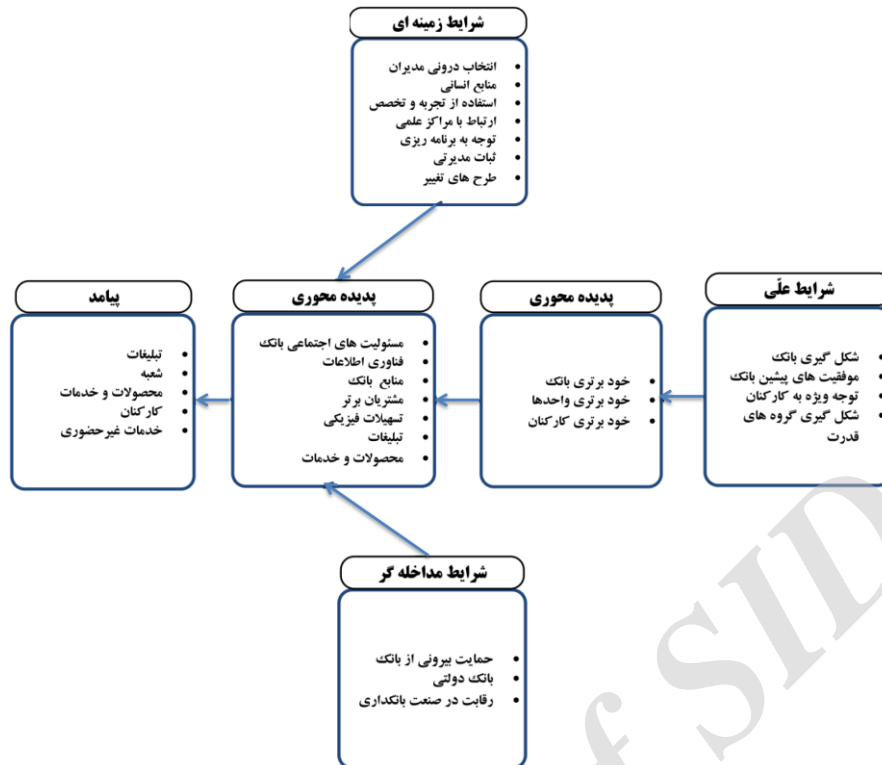 شرایط زمینه ای
انتخاب درونی مدیران
منابع انسانی
استفاده از تجربه و تخصص
ارتباط با مراکز علمی
توجه به برنامه ریزی
ثبات مدیرتی
طرح های تغییر
شرایط علّی
شکل گیری بانک
موفقیت های پیشین بانک
توجه ویژه به کارکنان
شکل گیری گروه های
قدرت
پدیده محوری
خود برتری بانک
خود برتری واحدها
خود برتری کارکنان
پدیده محوری
مسئولیت های اجتماعی بانک
فناوری اطلاعات
منابع بانک
مشتریان برتر
تسهیلات فیزیکی
تبلیغات
محصولات و خدمات
پیامد
تبلیغات
شعبه
محصولات و خدمات
کارکنان
خدمات غیرحضوری
شرایط مداخله گر
حمایت بیرونی از بانک
بانک دولتی
رقابت در صنعت بانکداری
of SID